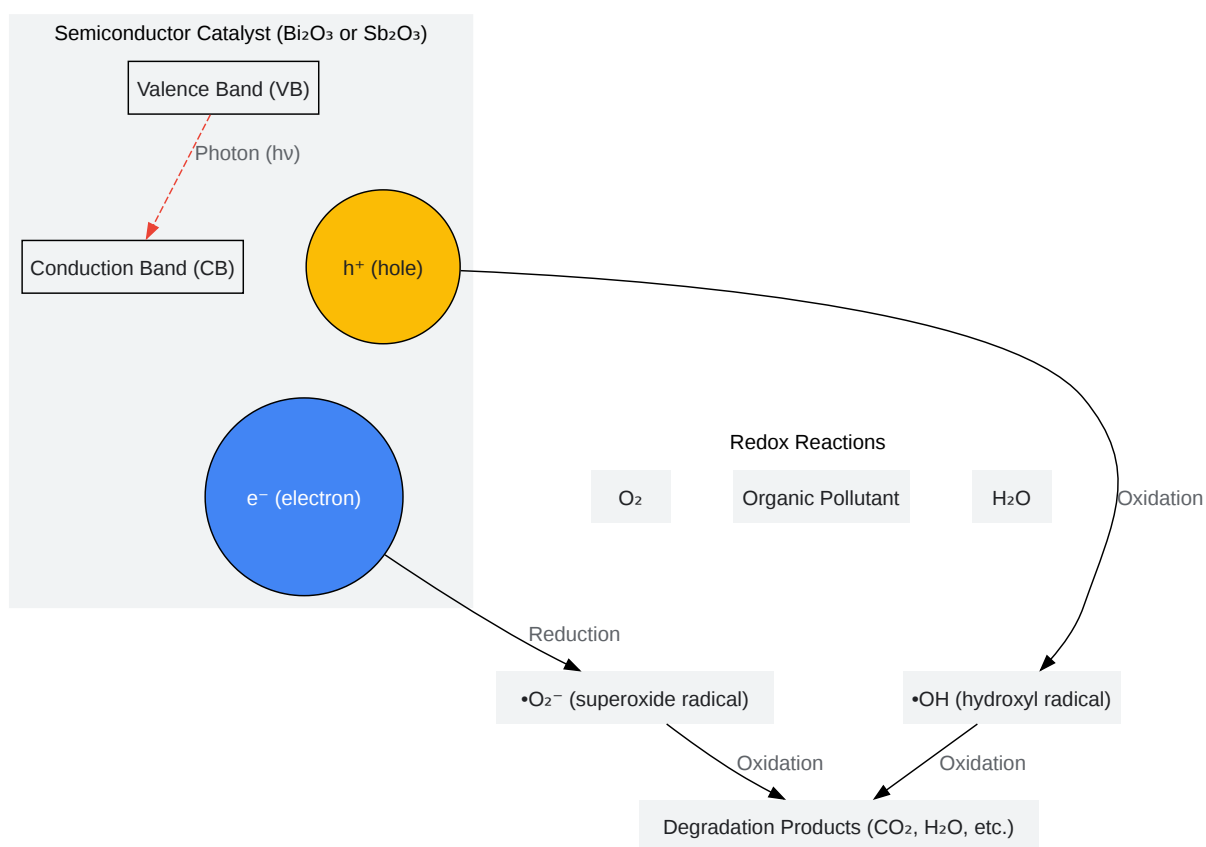 Semiconductor Catalyst (Bi₂O₃ or Sb₂O₃)
Valence Band (VB)
Photon (hν)
Conduction Band (CB)
h⁺ (hole)
e⁻ (electron)
Redox Reactions
O₂
Organic Pollutant
H₂O
Oxidation
Reduction
•O₂⁻ (superoxide radical)
•OH (hydroxyl radical)
Oxidation
Oxidation
Degradation Products (CO₂, H₂O, etc.)